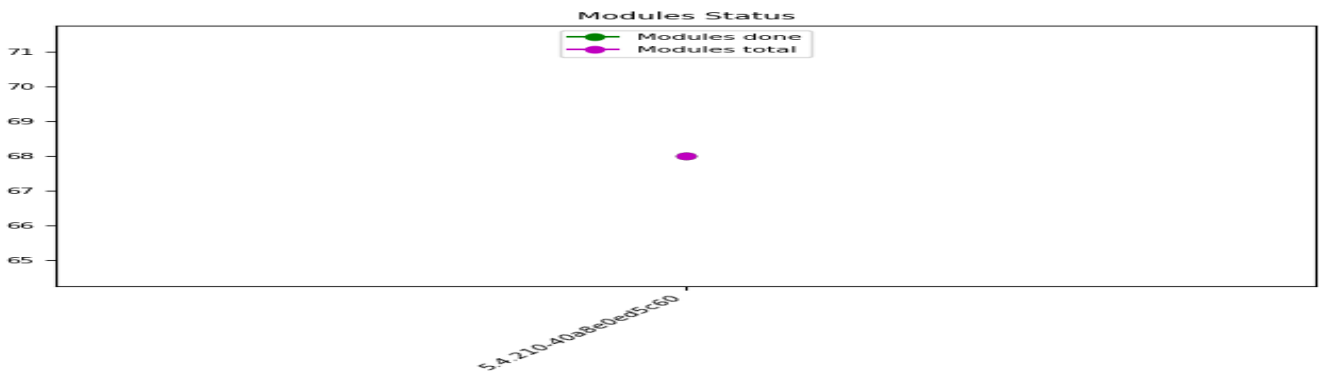 Modules Status
Modules done
Modules total
71
70
69
68
67
66
65
5.4.210-40a8e0ed5c60